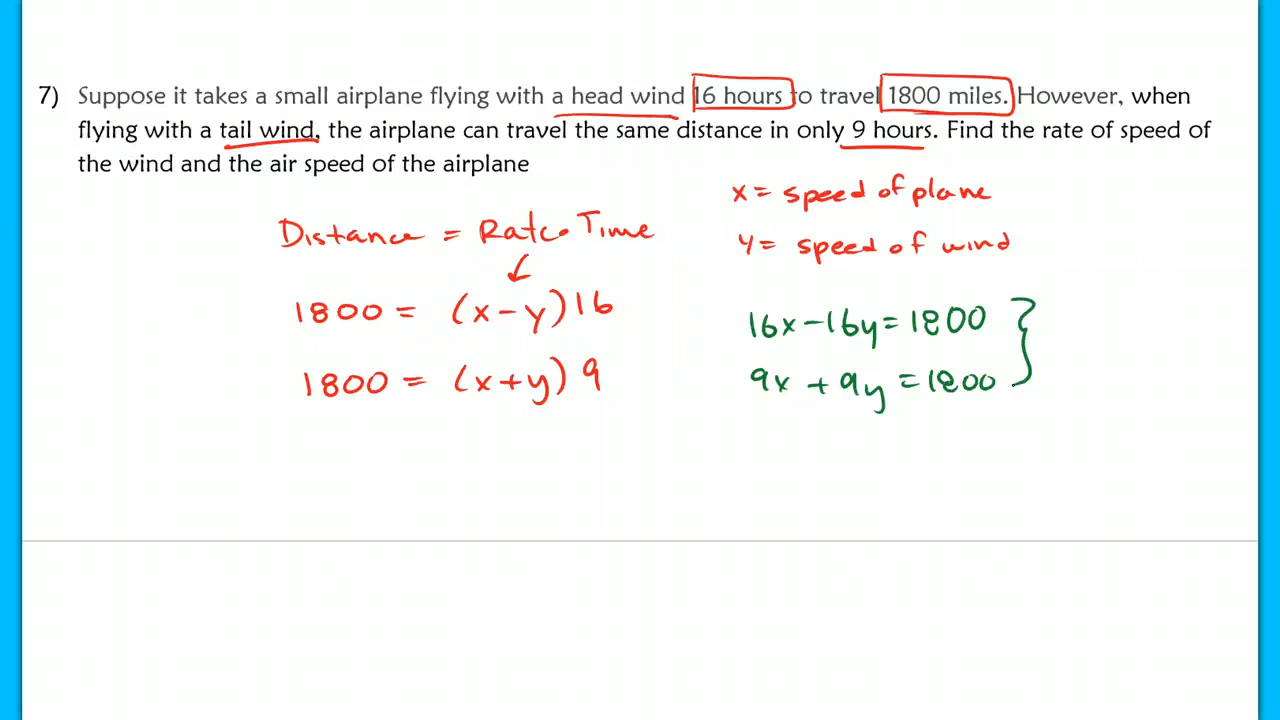 7) Suppose it takes a small airplane flying with a head wind 16 hours to travel 1800 miles. However, when
flying with a tail wind, the airplane can travel the same distance in only 9 hours. Find the rate of speed of
the wind and the air speed of the airplane
x = speed of plane
Distance = Rate • Time
y = speed of wind
1800 = (x - y) 16
16x - 16y = 1800
1800 = (x + y) 9
9x + 9y = 1800